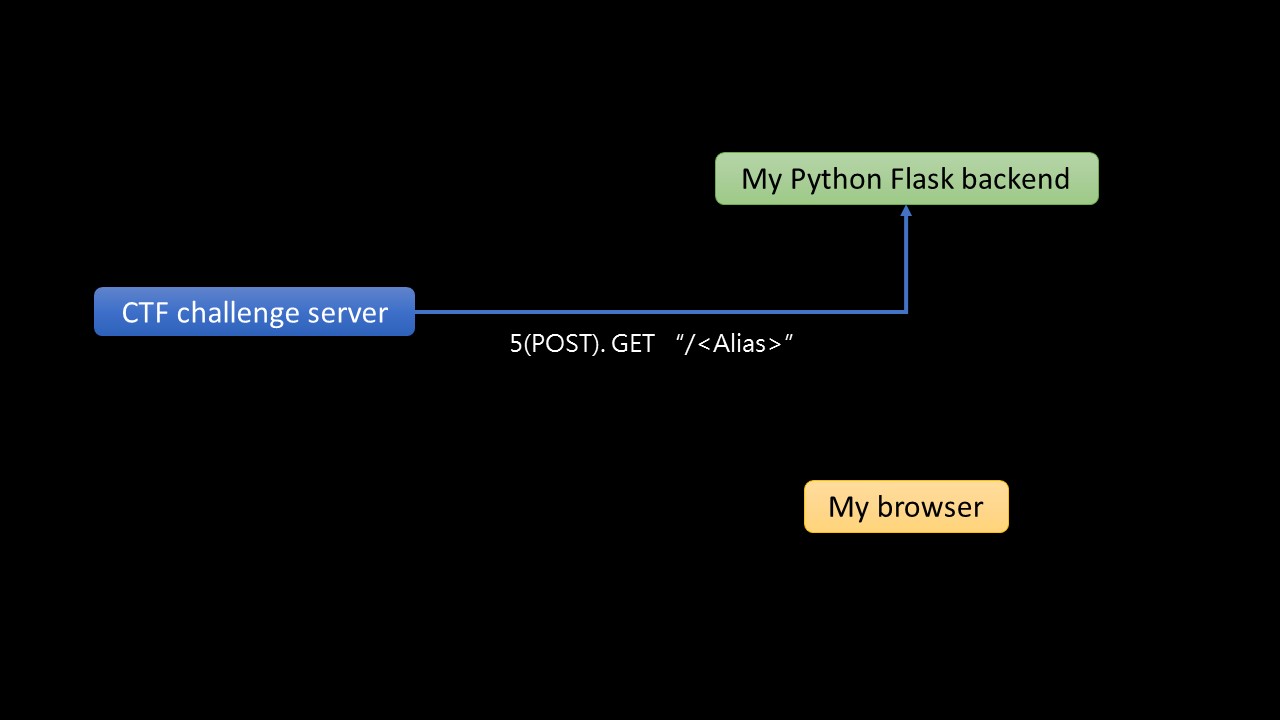 My Python Flask backend
CTF challenge server
5(POST). GET “/<Alias>”
My browser